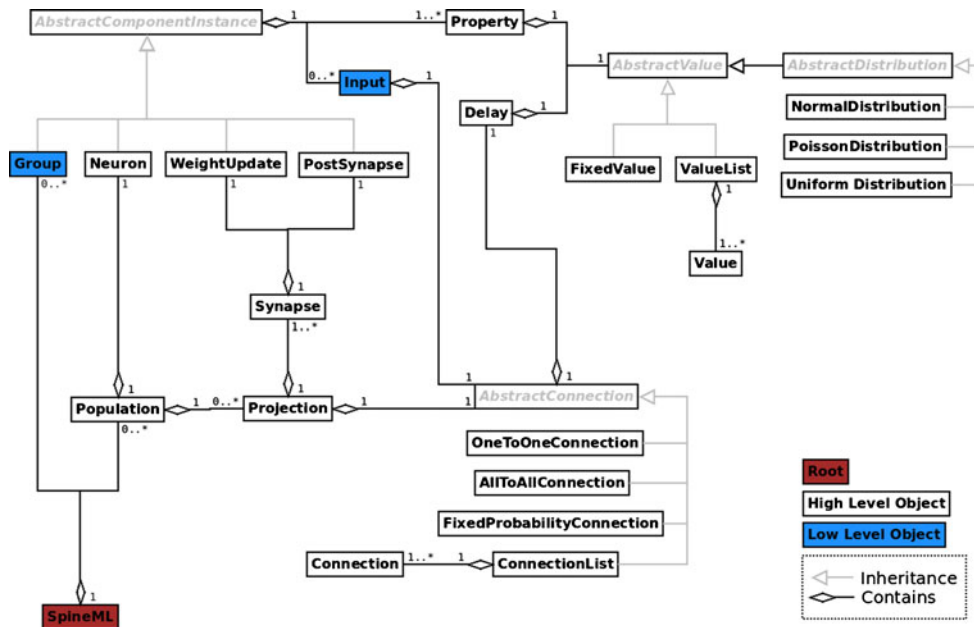 AbstractComponentInstance
1
1..*
Property
1
0..*
Input
1
1
AbstractValue
AbstractDistribution
Delay
1
1
NormalDistribution
PoissonDistribution
Uniform Distribution
Group
0..*
Neuron
1
WeightUpdate
1
PostSynapse
1
FixedValue
ValueList
1
1..*
Value
1
Synapse
1..*
1
1
1
1
Population
1
0..*
0..*
Projection
1
1
AbstractConnection
OneToOneConnection
AllToAllConnection
FixedProbabilityConnection
Connection
1..*
1
ConnectionList
1
SpineML
Root
High Level Object
Low Level Object
Inheritance
Contains